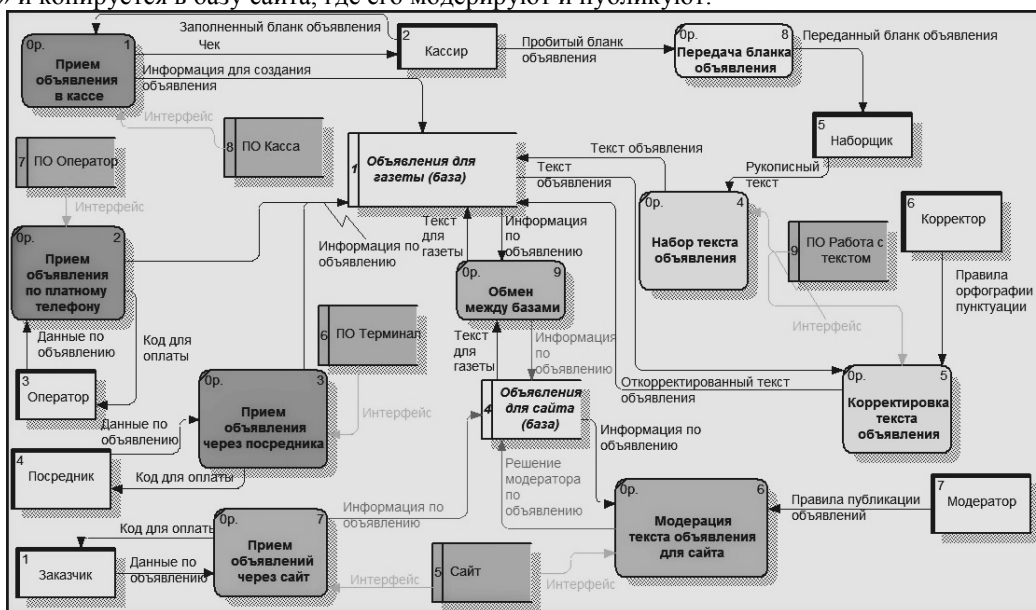 » и копируется в базу сайта, где его модерируют и публикуют.
Заполненный бланк объявления
0р. 1
Прием
объявления
в кассе
Чек
Информация для создания
объявления
2
Кассир
Пробитый бланк
объявления
0р. 8
Передача бланка
объявления
Переданный бланк объявления
Интерфейс
7 ПО Оператор
8 ПО Касса
1 Объявления для
газеты (база)
Текст объявления
Текст
объявления
5
Наборщик
Рукописный
текст
Интерфейс
0р. 2
Прием
объявления
по платному
телефону
Информация по
объявлению
Текст
для
газеты
Информация
по
объявлению
0р. 4
Набор текста
объявления
9 ПО Работа с
текстом
6
Корректор
Правила
орфографии
пунктуации
0р. 9
Обмен
между базами
Интерфейс
Данные по
объявлению
Код для
оплаты
6 ПО Терминал
Текст
для
газеты
Информация
по
объявлению
3
Оператор
0р. 3
Прием
объявления
через посредника
Интерфейс
4 Объявления
для сайта
(база)
Откорректированный текст
объявления
0р. 5
Корректировка
текста
объявления
Данные по
объявлению
Информация по
объявлению
4
Посредник
Код для оплаты
Решение
модератора
по
объявлению
0р. 6
Модерация
текста объявления
для сайта
Правила публикации
объявлений
7
Модератор
Код для оплаты
0р. 7
Прием
объявлений
через сайт
Информация по
объявлению
1
Заказчик
Данные по
объявлению
Интерфейс
5 Сайт
Интерфейс